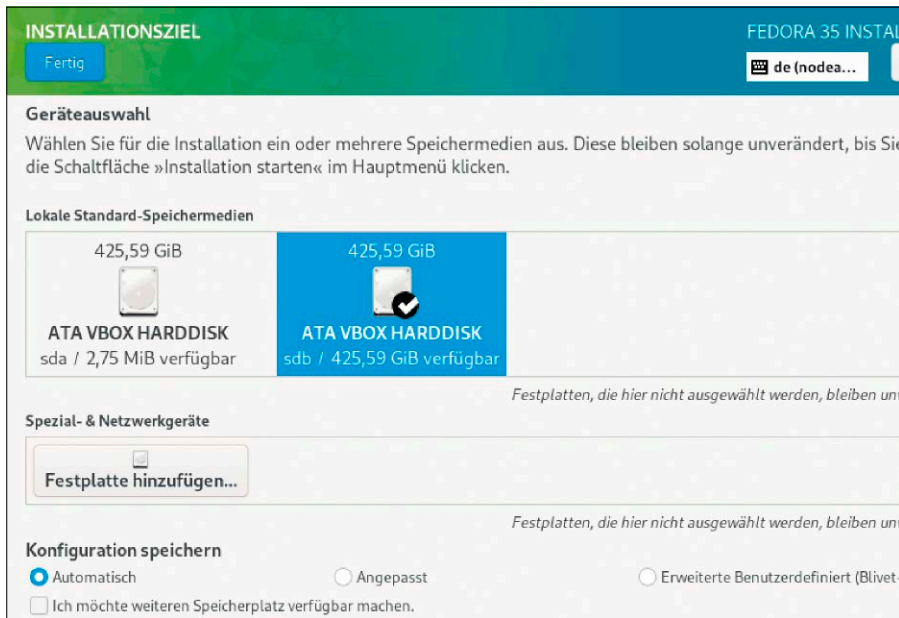 INSTALLATIONSZIEL
FEDORA 35 INSTAL
Fertig
de (nodea...
Geräteauswahl
Wählen Sie für die Installation ein oder mehrere Speichermedien aus. Diese bleiben solange unverändert, bis Sie
die Schaltfläche »Installation starten« im Hauptmenü klicken.
Lokale Standard-Speichermedien
425,59 GiB
ATA VBOX HARDDISK
sda / 2,75 MiB verfügbar
425,59 GiB
ATA VBOX HARDDISK
sdb / 425,59 GiB verfügbar
Festplatten, die hier nicht ausgewählt werden, bleiben
Spezial- & Netzwerkgeräte
Festplatte hinzufügen...
Festplatten, die hier nicht ausgewählt werden, bleiben
Konfiguration speichern
Automatisch
Angepasst
Erweiterte Benutzerdefiniert (Blivet-
Ich möchte weiteren Speicherplatz verfügbar machen.